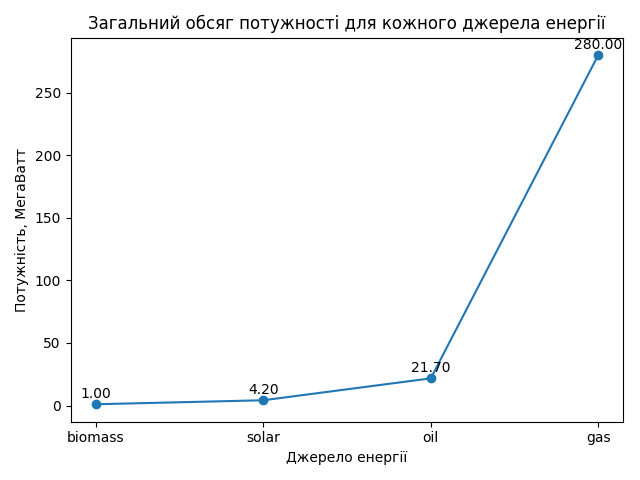 Загальний обсяг потужності для кожного джерела енергії
280.00
250
200
150
100
50
0
Потужність, МегаВатт
1.00
4.20
21.70
biomass solar oil gas
Джерело енергії